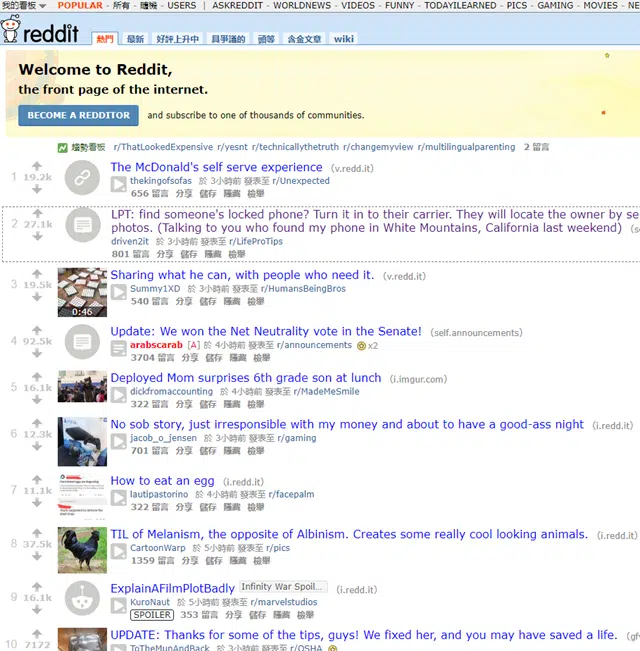 我的看板 POPULAR - 所有 - 隨機 - USERS | ASKREDDIT - WORLDNEWS - VIDEOS - FUNNY - TODAYILEARNED - PICS - GAMING - MOVIES - NE
reddit 熱門 最新 好評上升中 具爭議的 頭等 含金文章 wiki
Welcome to Reddit,
the front page of the internet.
BECOME A REDDITOR and subscribe to one of thousands of communities.
趨勢看板 r/ThatLookedExpensive r/yesnt r/technicallythetruth r/changemyview r/multilingualparenting 2 留言
The McDonald's self serve experience (v.redd.it)
1 19.2k thekingofsofas 於 3小時前 發表至 r/Unexpected
656 留言 分享 儲存 隱藏 檢舉
LPT: find someone's locked phone? Turn it in to their carrier. They will locate the owner by se
2 27.1k photos. (Talking to you who found my phone in White Mountains, California last weekend) (s
driven2it 於 3小時前 發表至 r/LifeProTips
801 留言 分享 儲存 隱藏 檢舉
Sharing what he can, with people who need it. (v.redd.it)
3 19.5k Summy1XD 於 3小時前 發表至 r/HumansBeingBros
0:46 540 留言 分享 儲存 隱藏 檢舉
Update: We won the Net Neutrality vote in the Senate! (self.announcements)
4 92.5k arabscarab [A] 於 4小時前 發表至 r/announcements x2
3704 留言 分享 儲存 隱藏 檢舉
Deployed Mom surprises 6th grade son at lunch (i.imgur.com)
5 16.1k dickfromaccounting 於 4小時前 發表至 r/MadeMeSmile
322 留言 分享 儲存 隱藏 檢舉
No sob story, just irresponsible with my money and about to have a good-ass night (i.redd.it)
6 12.3k jacob_o_jensen 於 3小時前 發表至 r/gaming
701 留言 分享 儲存 隱藏 檢舉
How to eat an egg (i.redd.it)
7 11.1k lautipastorino 於 4小時前 發表至 r/facepalm
322 留言 分享 儲存 隱藏 檢舉
TIL of Melanism, the opposite of Albinism. Creates some really cool looking animals. (i.redd.it)
8 37.5k CartoonWarp 於 5小時前 發表至 r/pics
1359 留言 分享 儲存 隱藏 檢舉
ExplainAFilmPlotBadly Infinity War Spoil... (i.redd.it)
9 16.1k KuroNaut 於 5小時前 發表至 r/marvelstudios
SPOILER 353 留言 分享 儲存 隱藏 檢舉
UPDATE: Thanks for some of the tips, guys! We fixed her, and you may have saved a life. (gf
10 7172 ToTheMunAndBack 於 3小時前 發表至 r/OSHA